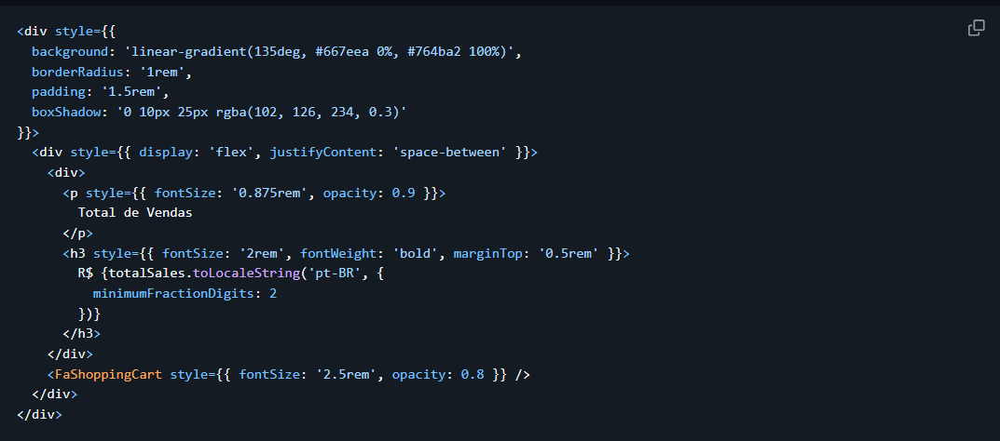 <div style={{
  background: 'linear-gradient(135deg, #667eea 0%, #764ba2 100%)',
  borderRadius: '1rem',
  padding: '1.5rem',
  boxShadow: '0 10px 25px rgba(102, 126, 234, 0.3)'
}}>
  <div style={{ display: 'flex', justifyContent: 'space-between' }}>
    <div>
      <p style={{ fontSize: '0.875rem', opacity: 0.9 }}>
        Total de Vendas
      </p>
      <h3 style={{ fontSize: '2rem', fontWeight: 'bold', marginTop: '0.5rem' }}>
        R$ {totalSales.toLocaleString('pt-BR', {
          minimumFractionDigits: 2
        })}
      </h3>
    </div>
    <FaShoppingCart style={{ fontSize: '2.5rem', opacity: 0.8 }} />
  </div>
</div>